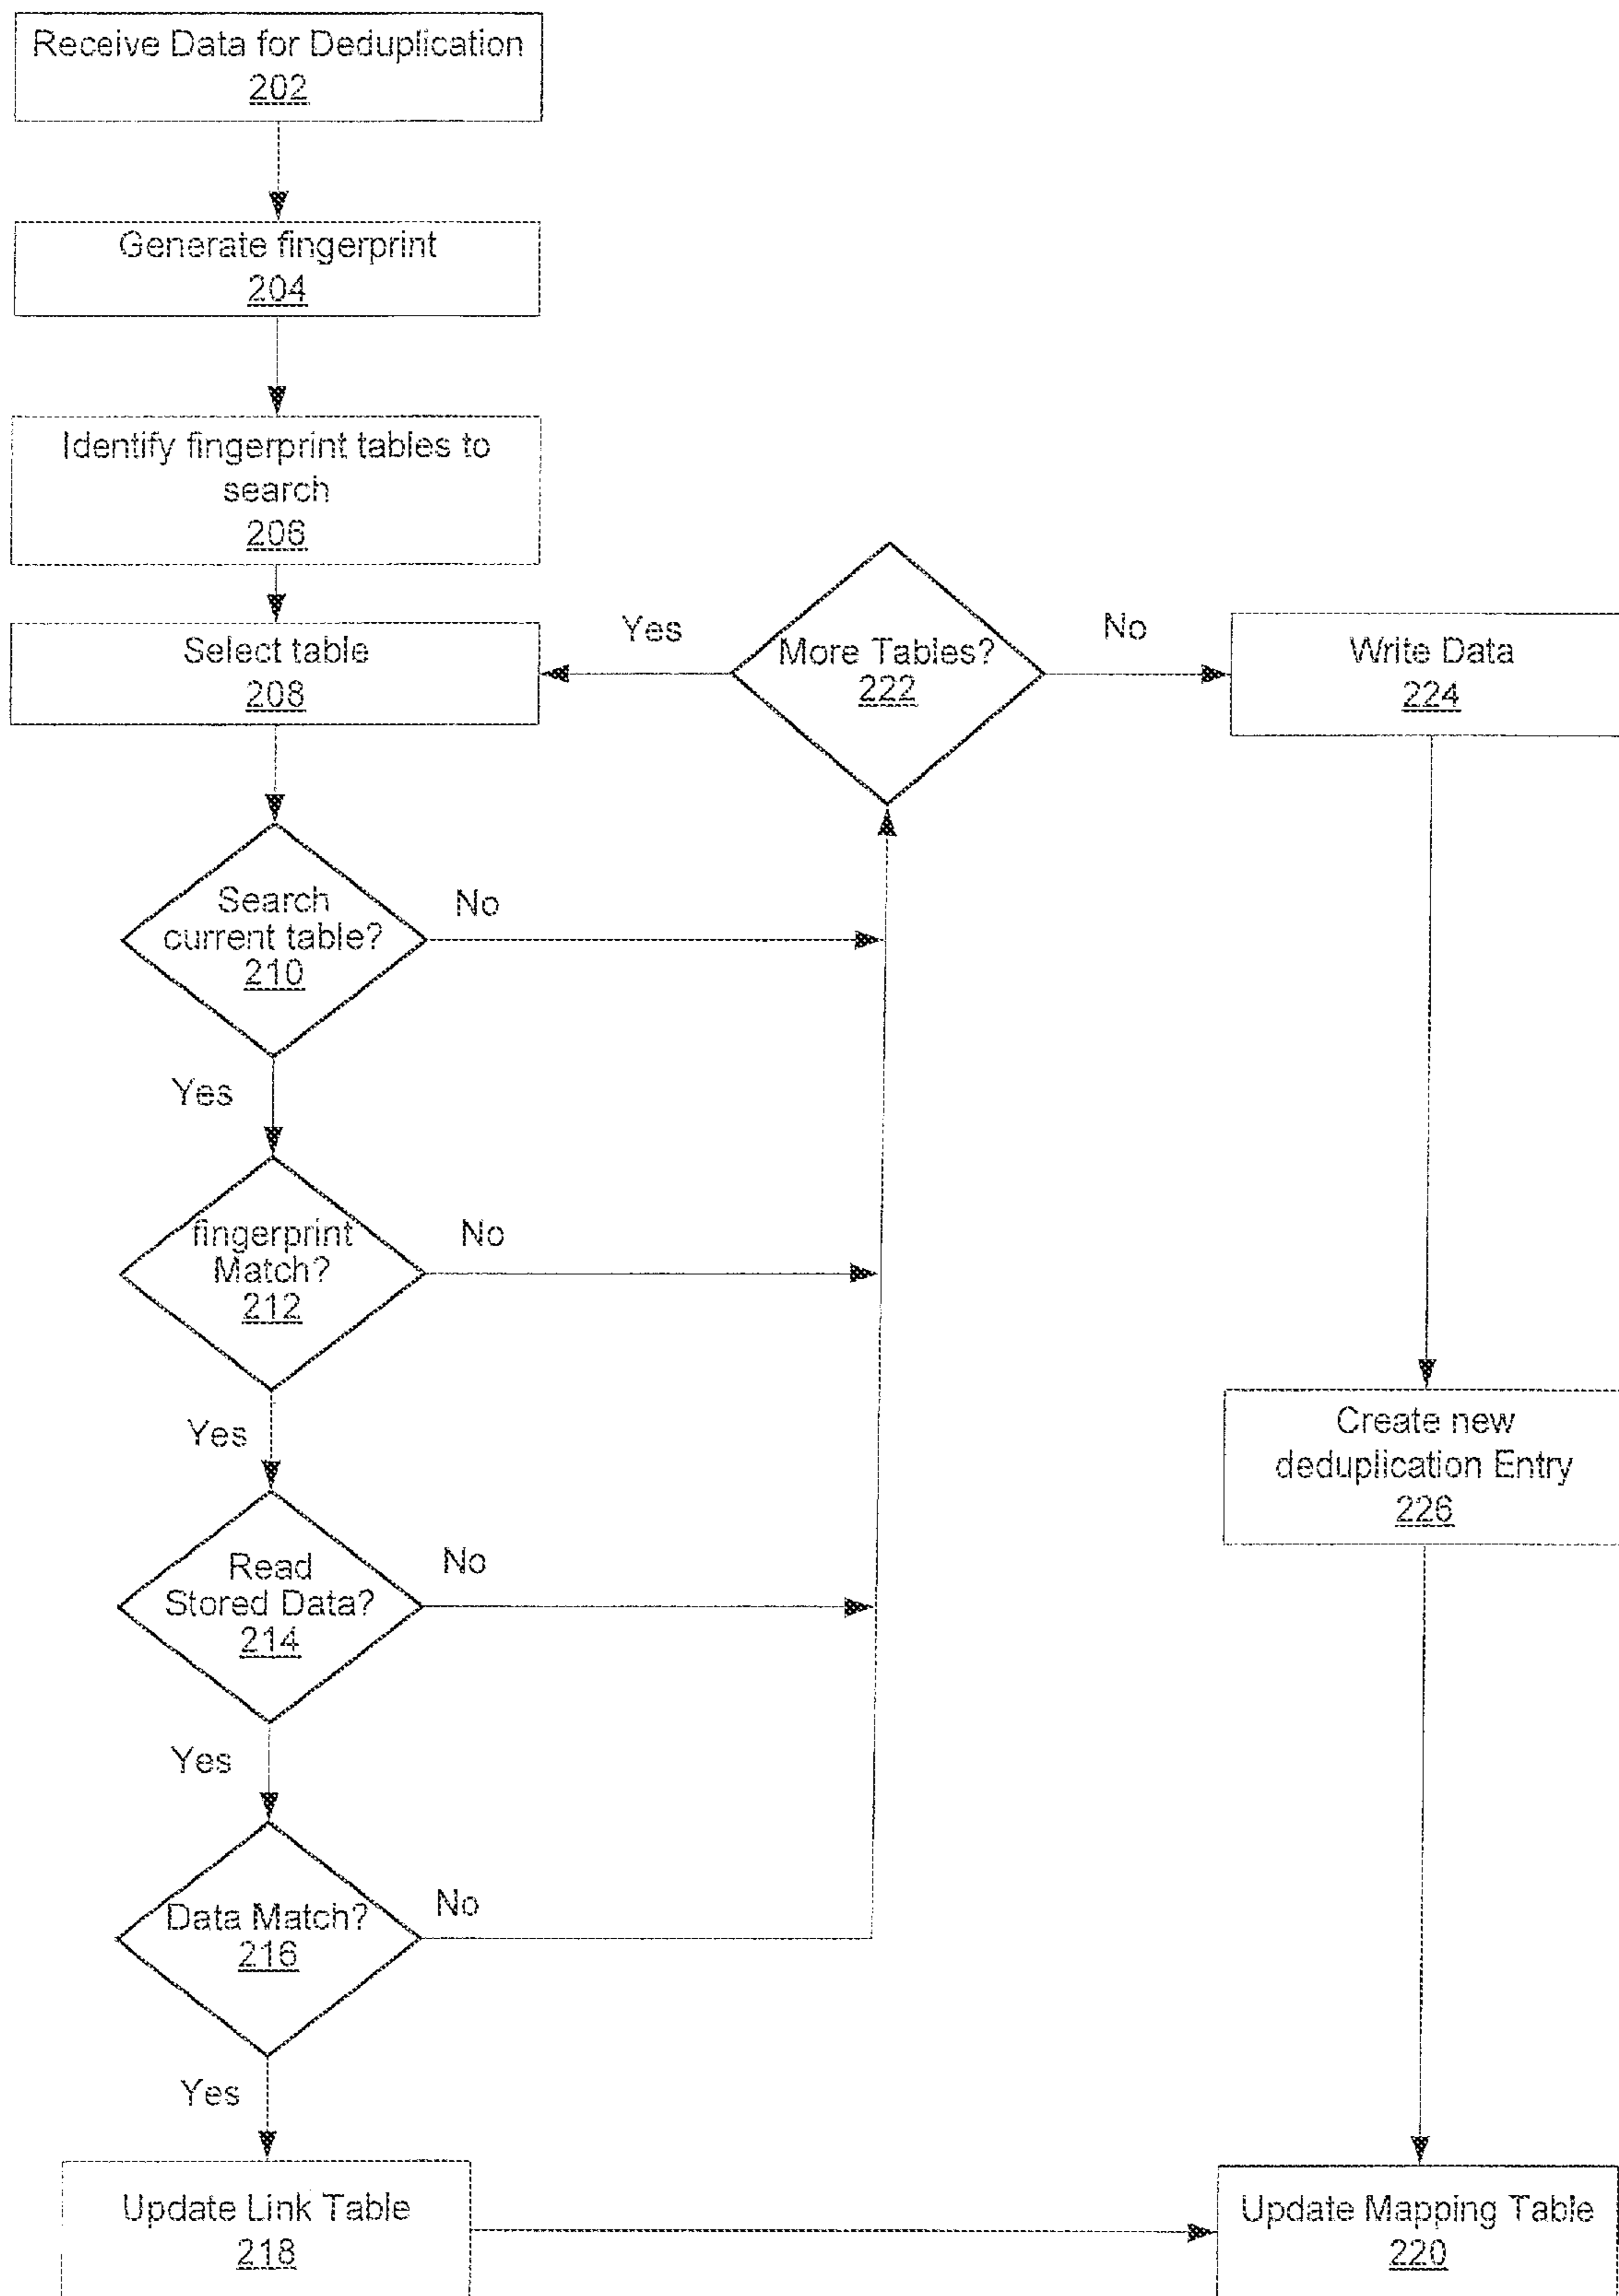 Receive Data for Deduplication
202
Generate fingerprint
204
Identify fingerprint tables to
search
206
Select table
208
Yes
More Tables?
222
No
Write Data
224
Search
current table?
210
No
Yes
fingerprint
Match?
212
No
Yes
Read
Stored Data?
214
No
Yes
Data Match?
216
No
Yes
Create new
deduplication Entry
226
Update Link Table
218
Update Mapping Table
220